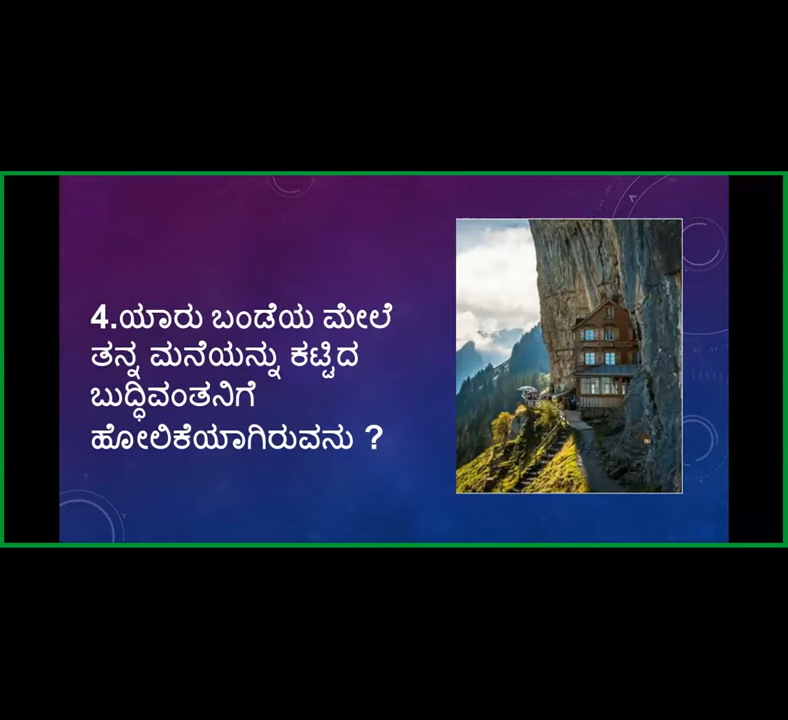 4.ಯಾರು ಬಂಡೆಯ ಮೇಲೆ
ತನ್ನ ಮನೆಯನ್ನು ಕಟ್ಟಿದ
ಬುದ್ಧಿವಂತನಿಗೆ
ಹೋಲಿಕೆಯಾಗಿರುವನು ?